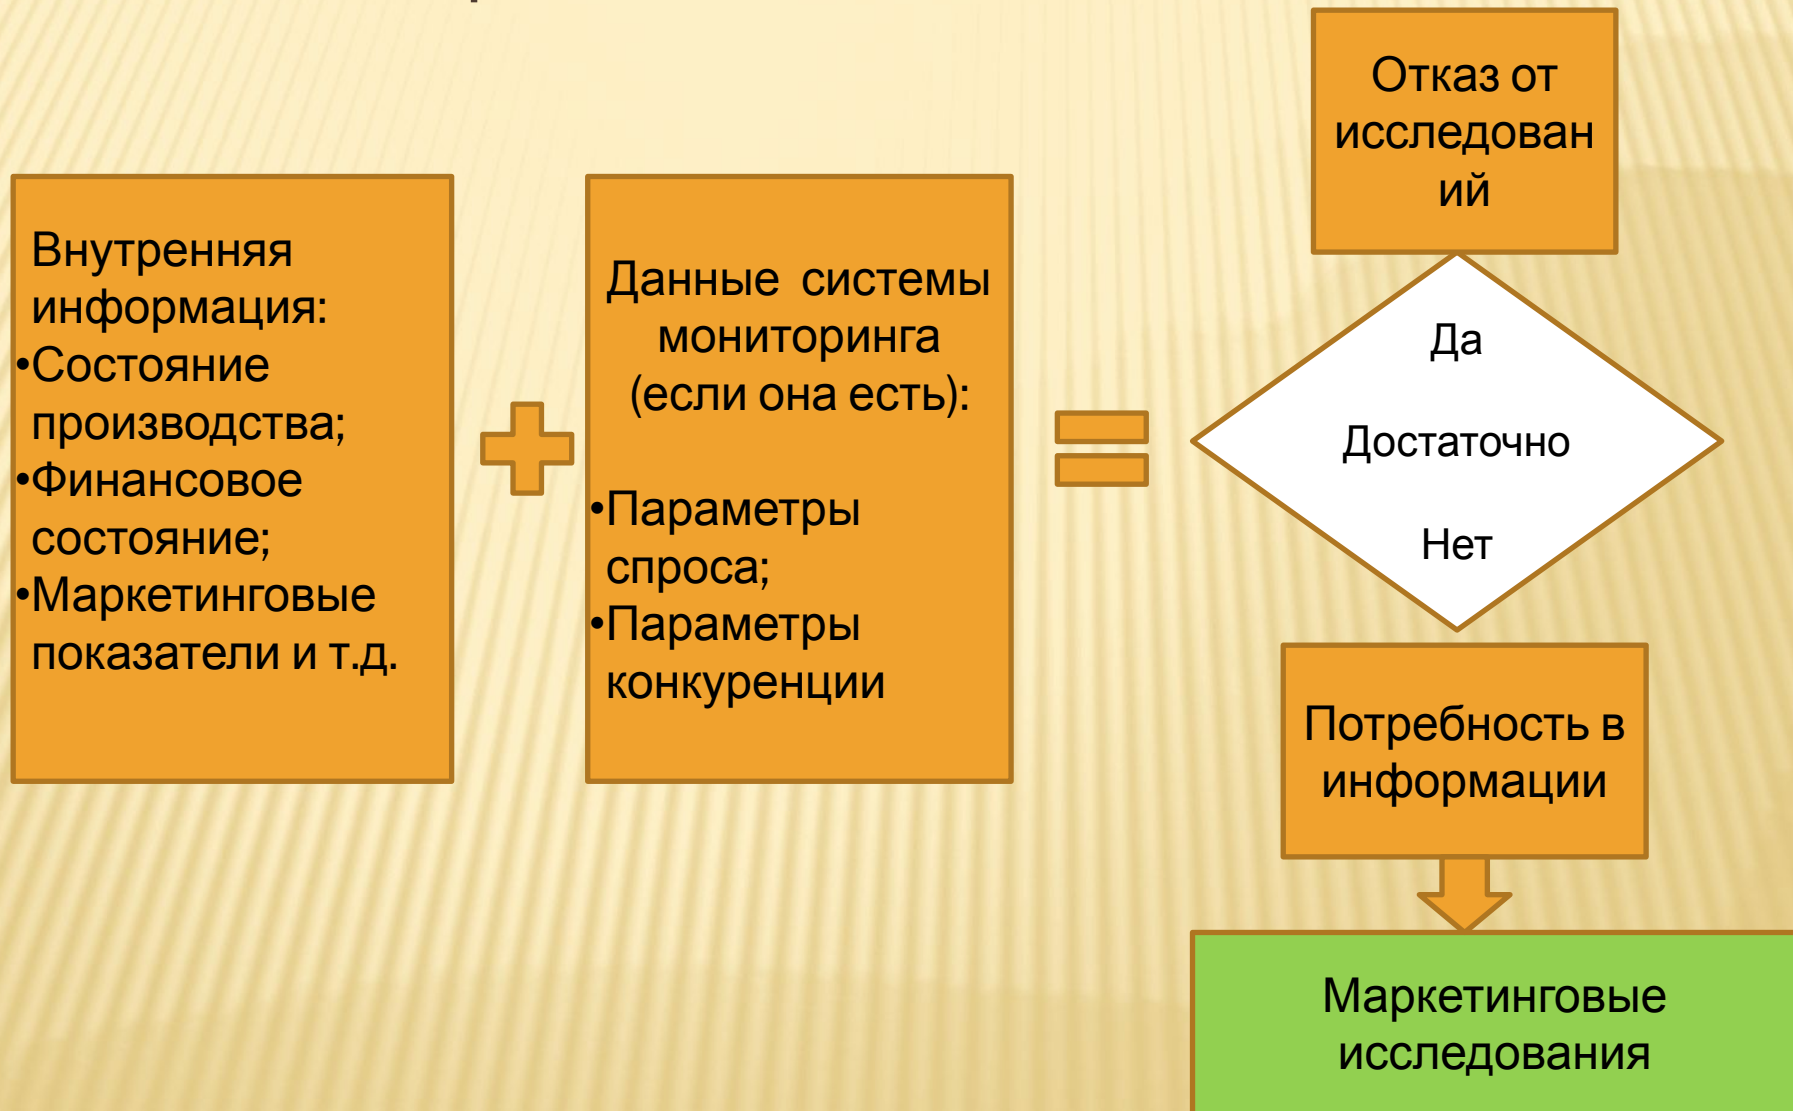 Внутренняя
информация:
•Состояние
производства;
•Финансовое
состояние;
•Маркетинговые
показатели и т.д.
Данные системы
мониторинга
(если она есть):
•Параметры
спроса;
•Параметры
конкуренции
Отказ от
исследован
ий
Да
Достаточно
Нет
Потребность в
информации
Маркетинговые
исследования